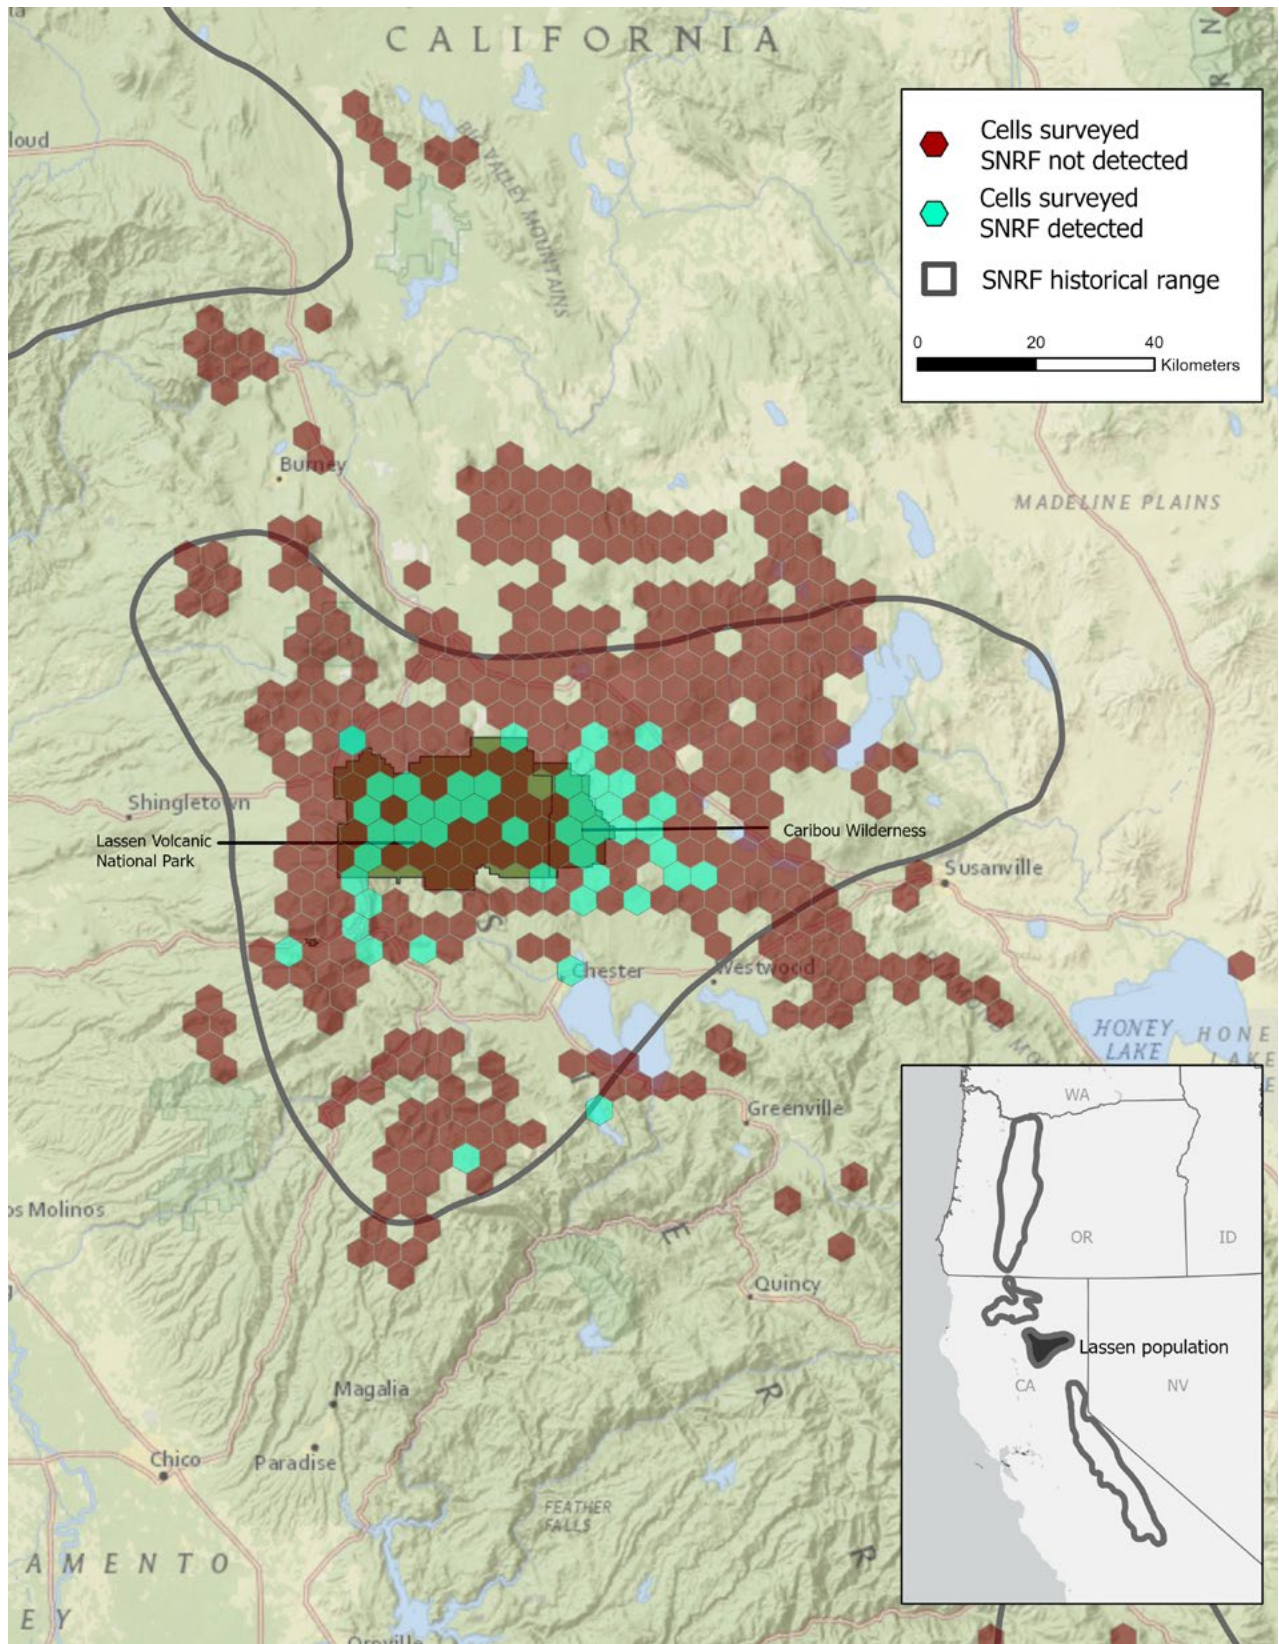 CALIFORNIA
loud
VALLEY MOUNTAINS
Cells surveyed
SNRF not detected
Cells surveyed
SNRF detected
SNRF historical range
0 20 40
Kilometers
Burney
MADELINE PLAINS
Shingletown
Lassen Volcanic
National Park
Caribou Wilderness
Susanville
Chester
Westwood
HONEY
LAKE
HONE
LAKE
Greenville
os Molinos
Quincy
Magalia
Paradise
Chico
FEATHER
FALLS
AMENTO
EY
Oroville
S
E
R
R
WA
OR
ID
Lassen population
CA
NV